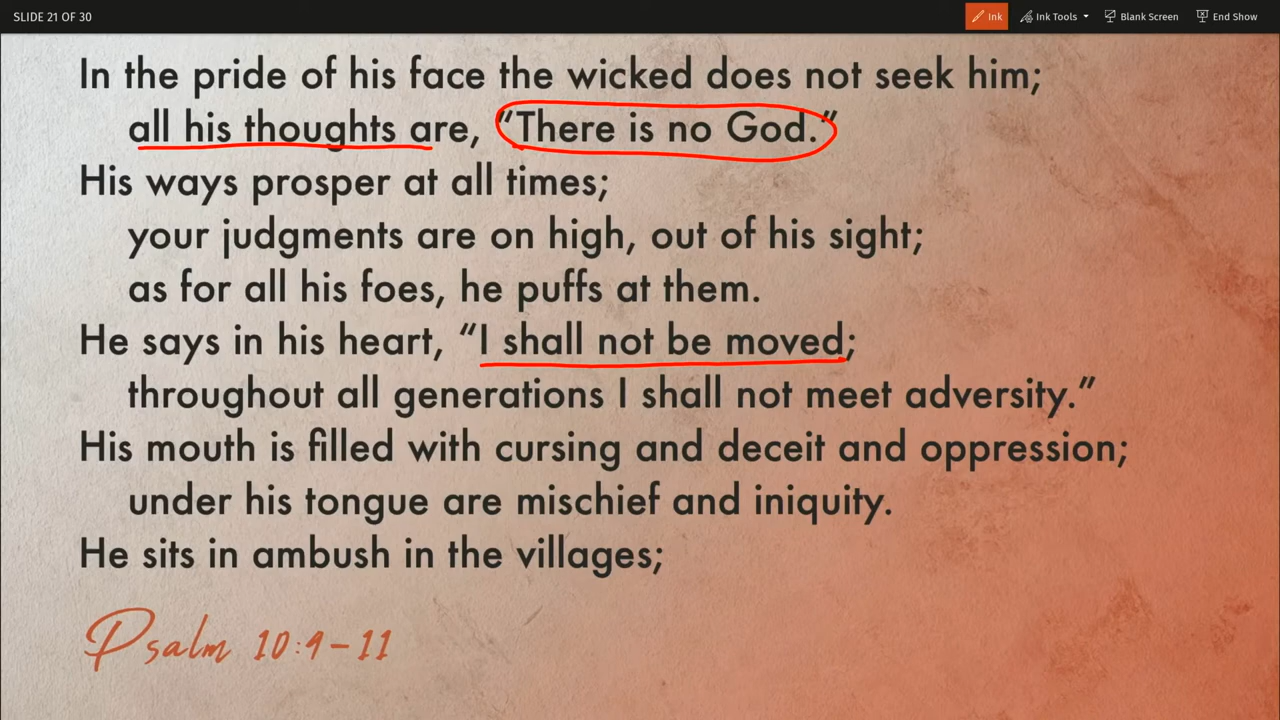 SLIDE 21 OF 30
Ink
Ink Tools
Blank Screen
End Show
In the pride of his face the wicked does not seek him;
all his thoughts are, “There is no God.”
His ways prosper at all times;
your judgments are on high, out of his sight;
as for all his foes, he puffs at them.
He says in his heart, “I shall not be moved;
throughout all generations I shall not meet adversity.”
His mouth is filled with cursing and deceit and oppression;
under his tongue are mischief and iniquity.
He sits in ambush in the villages;
Psalm 10:4-11